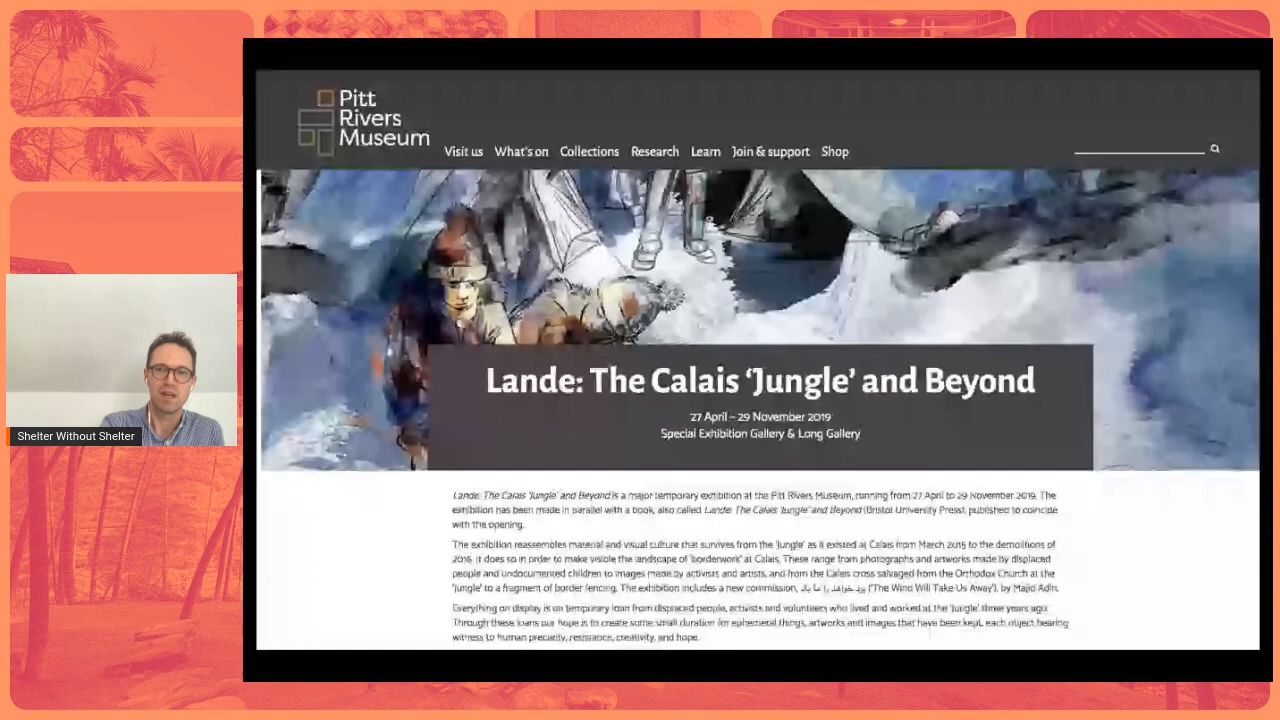 Pitt
Rivers
Museum
Visit us What's on Collections Research Learn Join & support Shop
Lande: The Calais 'Jungle' and Beyond
27 April – 29 November 2019
Special Exhibition Gallery & Long Gallery
Shelter Without Shelter
Lande: The Calais 'Jungle' and Beyond is a major temporary exhibition at the Pitt Rivers Museum, running from 27 April to 29 November 2019. The
exhibition has been made in parallel with a book, also called Lande: The Calais 'Jungle' and Beyond (Bristol University Press), published to coincide
with the opening.
The exhibition reassembles material and visual culture that survives from the 'Jungle' as it existed at Calais from March 2015 to the demolitions of
2016. It does so in order to make visible the landscape of 'borderwork' at Calais. These range from photographs and artworks made by displaced
people and undocumented children to images made by activists and artists, and from the Calais cross salvaged from the Orthodox Church at the
'Jungle' to a fragment of border fencing. The exhibition includes a new commission, ('The Wind Will Take Us Away'), by Majid Adin.
Everything on display is on temporary loan from displaced people, activists and volunteers who lived and worked at the 'Jungle' three years ago.
Through these loans our hope is to create some small duration for ephemeral things, artworks and images that have been kept, each object bearing
witness to human precarity, resistance, creativity, and hope.